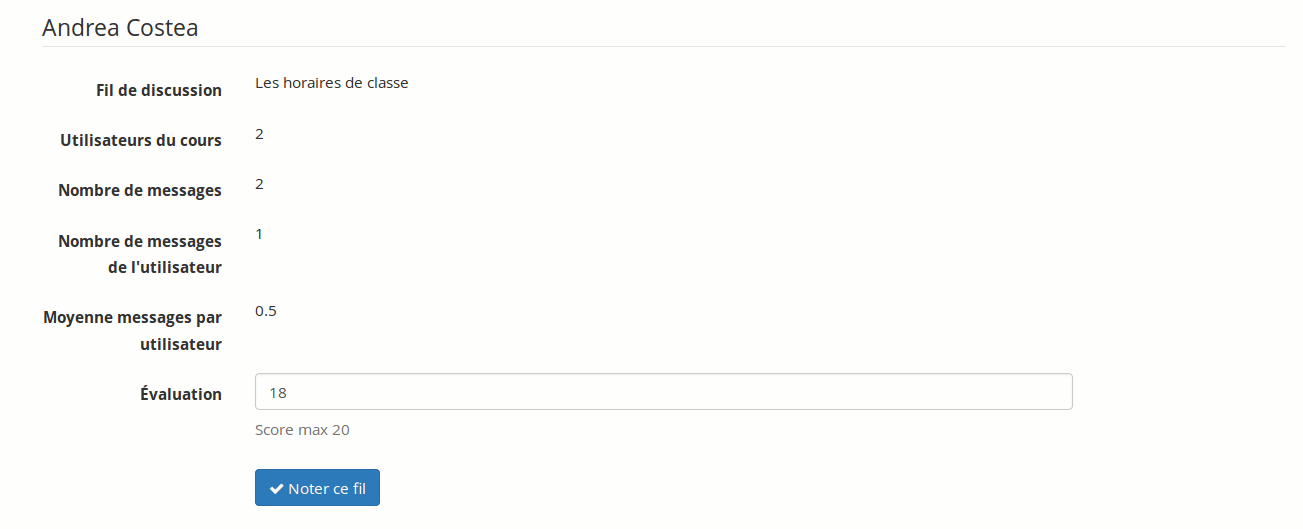 Andrea Costea
Fil de discussion
Les horaires de classe
Utilisateurs du cours
2
Nombre de messages
2
Nombre de messages
de l'utilisateur
1
Moyenne messages par
utilisateur
0.5
Évaluation
18
Score max 20
Noter ce fil